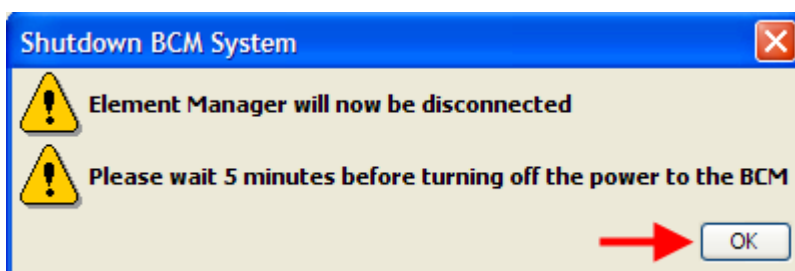 Shutdown BCM System
Element Manager will now be disconnected
Please wait 5 minutes before turning off the power to the BCM
OK